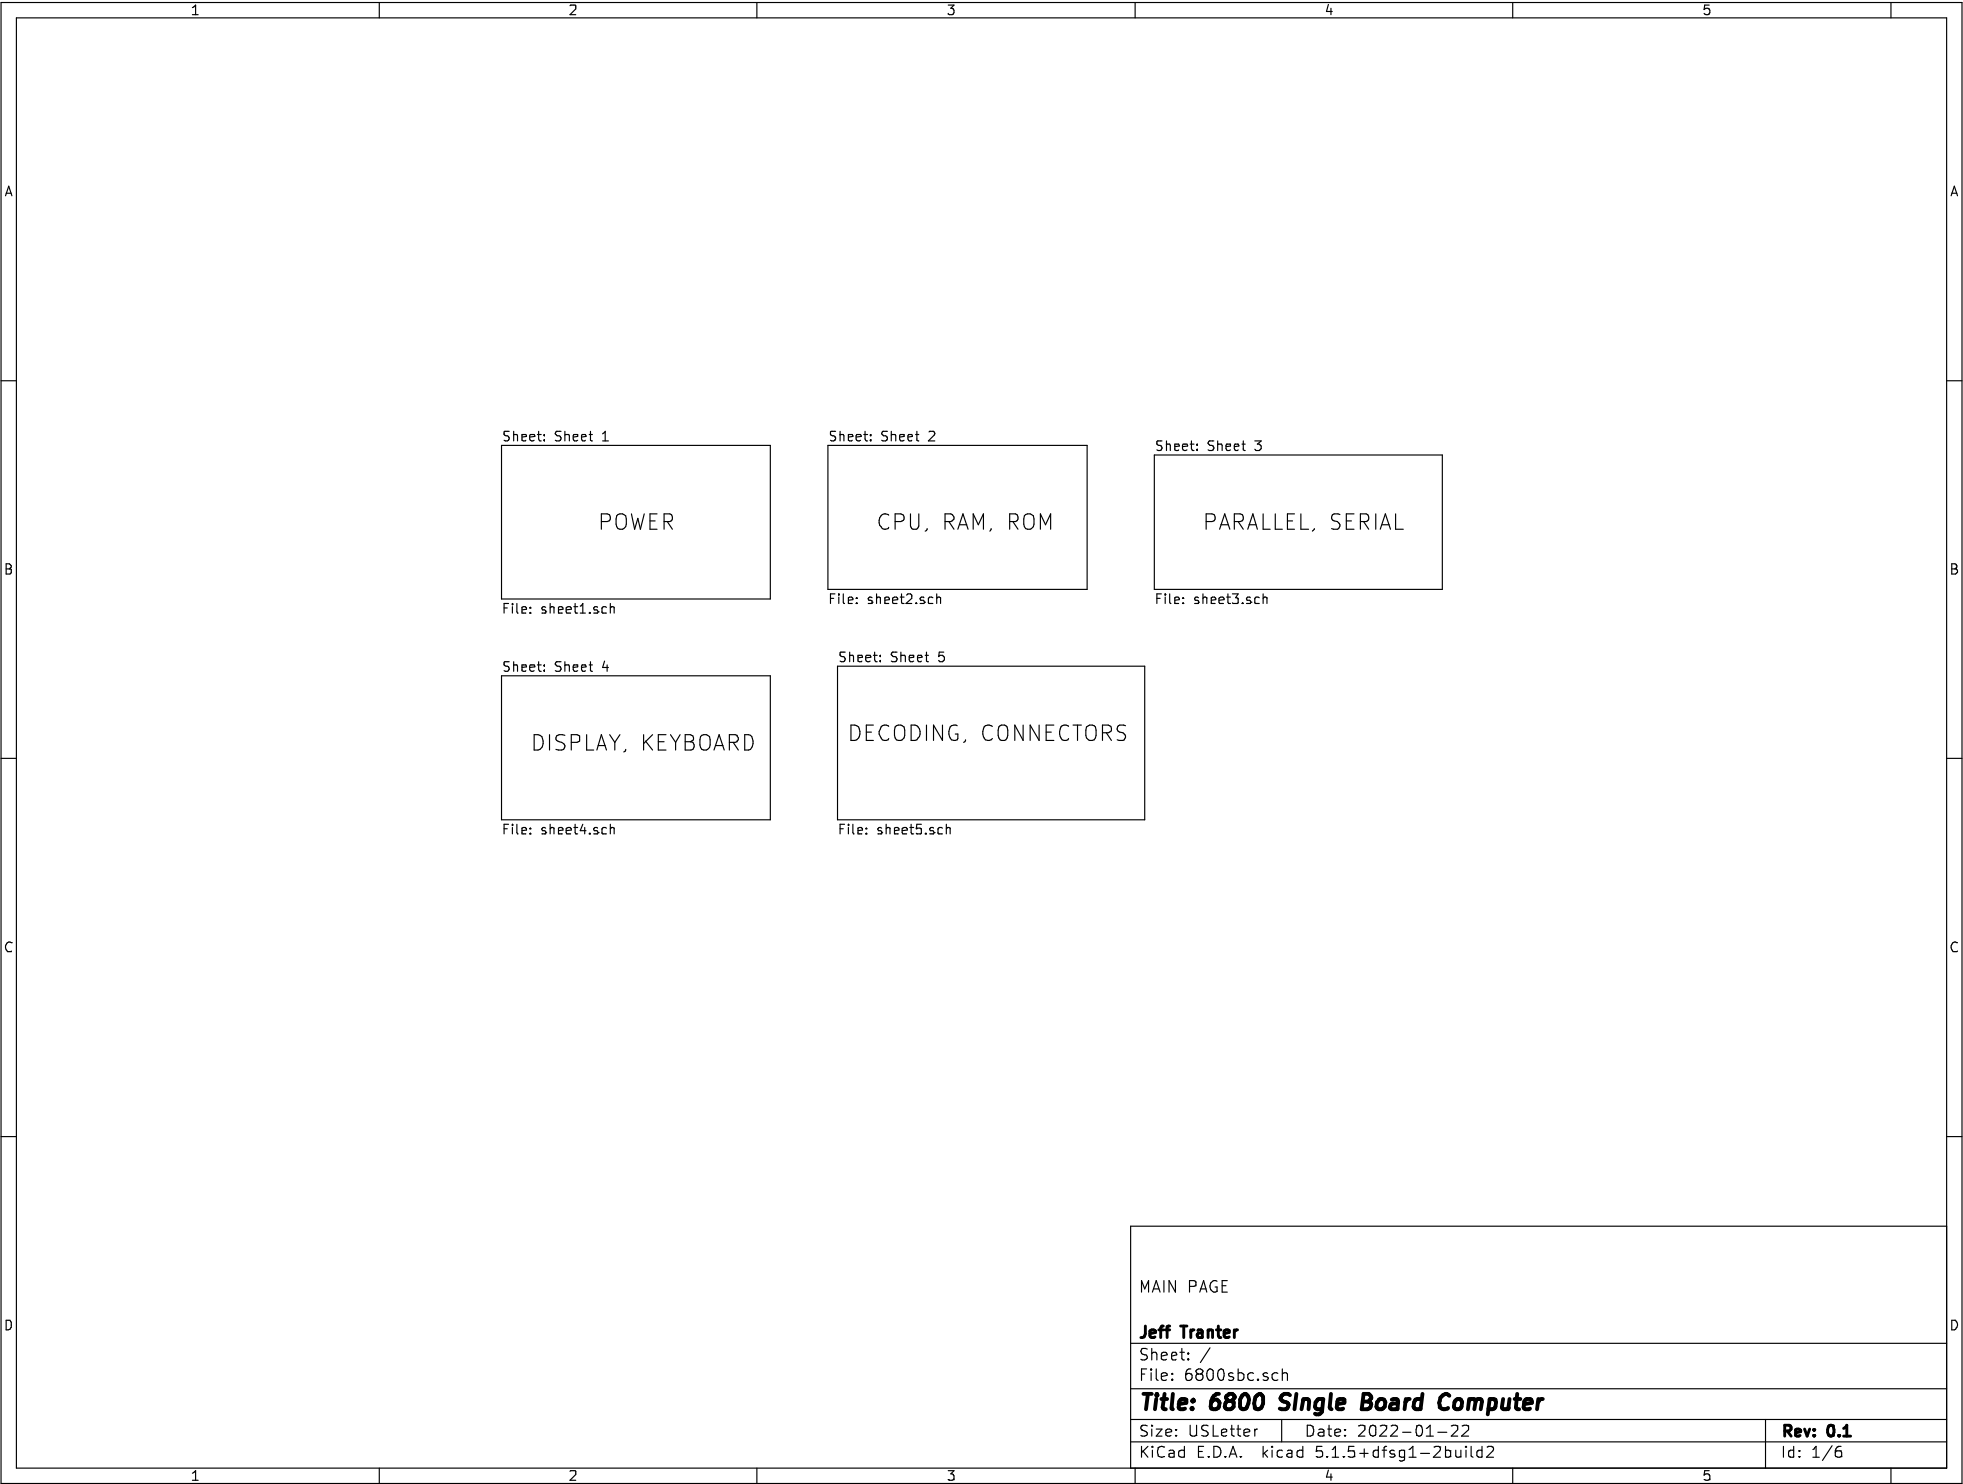 1 2 3 4 5
A A
Sheet: Sheet 1
Sheet: Sheet 2
Sheet: Sheet 3
POWER
CPU, RAM, ROM
PARALLEL, SERIAL
B B
File: sheet1.sch
File: sheet2.sch
File: sheet3.sch
Sheet: Sheet 4
Sheet: Sheet 5
DISPLAY, KEYBOARD
DECODING, CONNECTORS
File: sheet4.sch
File: sheet5.sch
C C
MAIN PAGE
D D
Jeff Tranter
Sheet: /
File: 6800sbc.sch
Title: 6800 SIngle Board Computer
Size: USLetter Date: 2022-01-22 Rev: 0.1
KiCad E.D.A. kicad 5.1.5+dfsg1-2build2 Id: 1/6
1 2 3 4 5